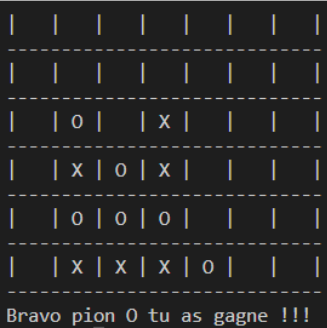 |   |   |   |   |   |   |   |
-----------------------------
|   |   |   |   |   |   |   |
-----------------------------
|   | O |   | X |   |   |   |
-----------------------------
|   | X | O | X |   |   |   |
-----------------------------
|   | O | O | O |   |   |   |
-----------------------------
|   | X | X | X | O |   |   |
-----------------------------
Bravo pion O tu as gagne !!!